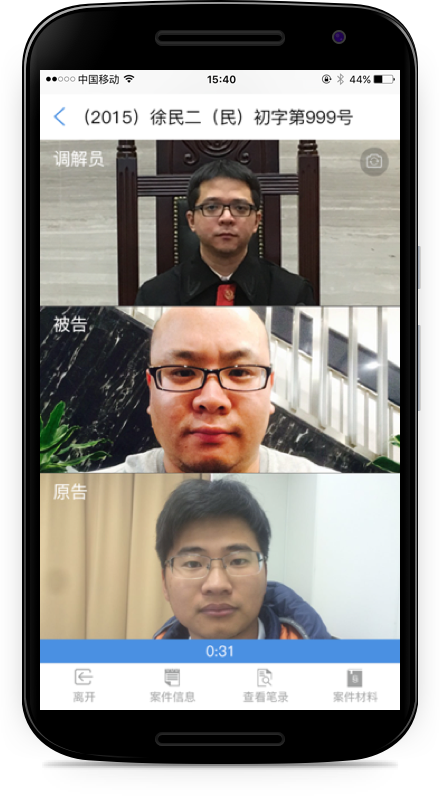 中国移动 15:40 44%
（2015）徐民二（民）初字第999号
调解员
被告
原告
0:31
离开 案件信息 查看笔录 案件材料